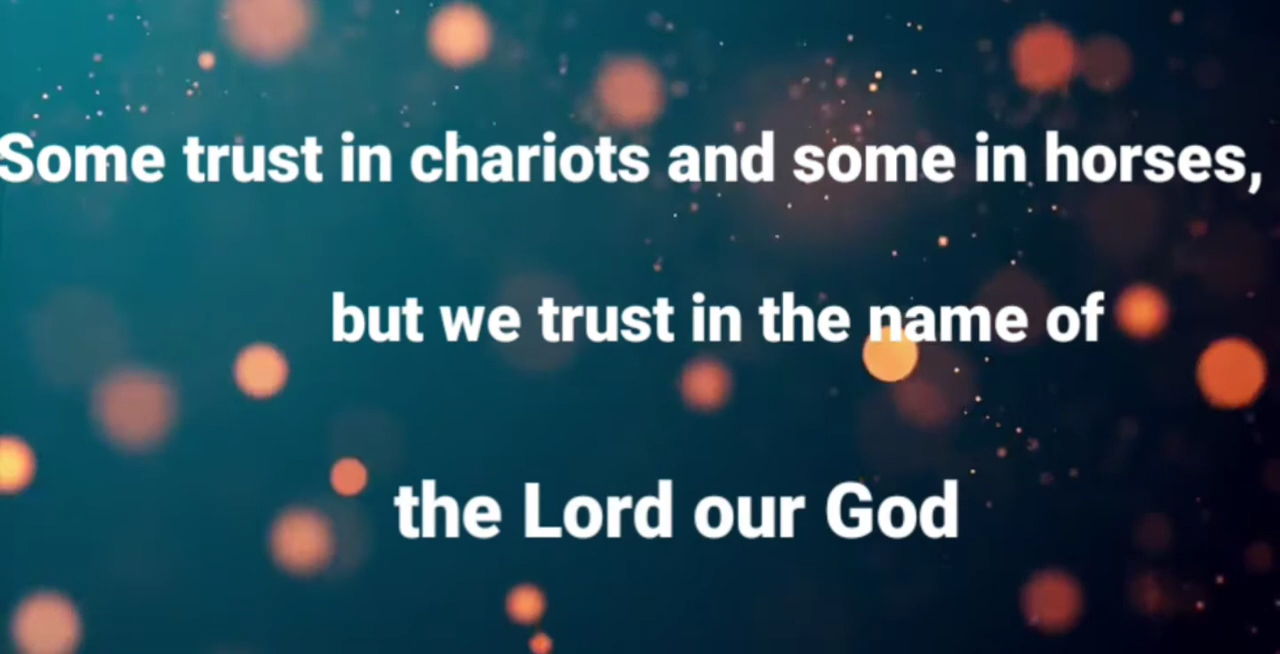 Some trust in chariots and some in horses,
but we trust in the name of
the Lord our God